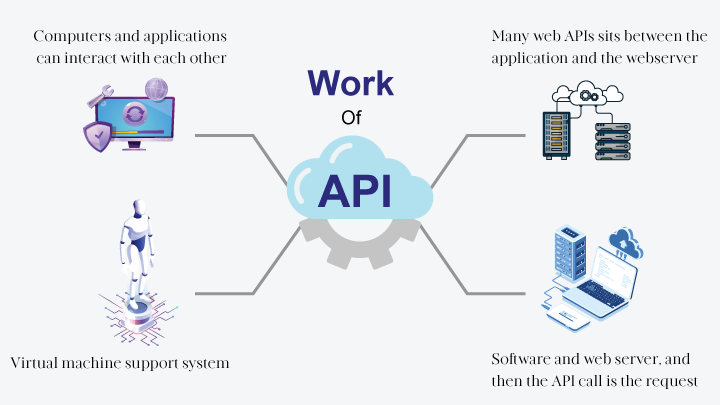 Computers and applications
can interact with each other
Many web APIs sits between the
application and the webserver
Work
Of
API
Virtual machine support system
Software and web server, and
then the API call is the request